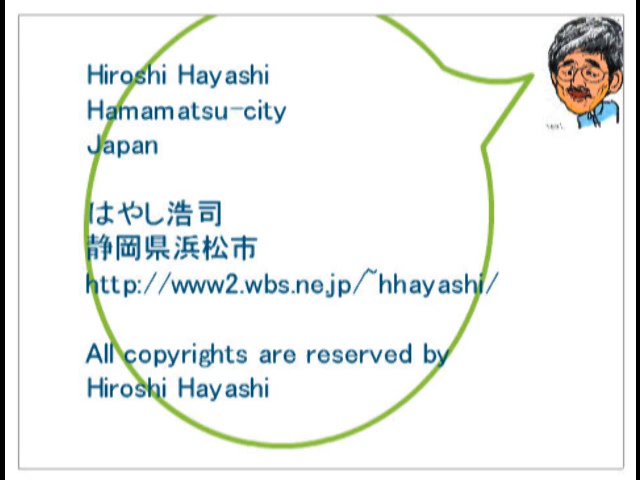 Hiroshi Hayashi
Hamamatsu-city
Japan
はやし浩司
静岡県浜松市
http://www2.wbs.ne.jp/~hhayashi/
All copyrights are reserved by
Hiroshi Hayashi